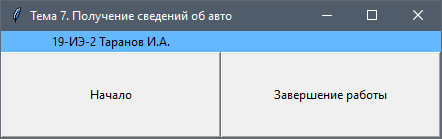 Тема 7. Получение сведений об авто
19-ИЭ-2 Таранов И.А.
Начало
Завершение работы